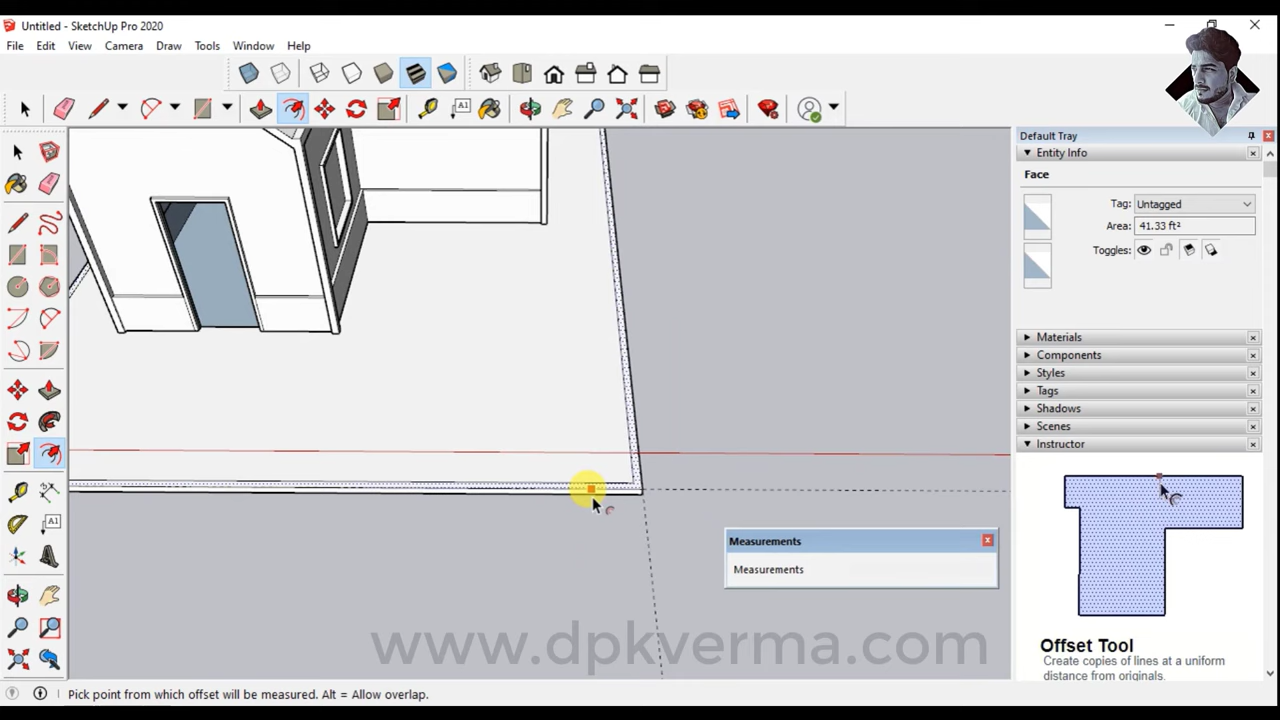 Untitled - SketchUp Pro 2020
File Edit View Camera Draw Tools Window Help
A1
Default Tray
Entity Info
Face
Tag: Untagged
Area: 41.33 ft²
Toggles:
Materials
Components
Styles
Tags
Shadows
Scenes
Instructor
A1
Measurements
Measurements
Offset Tool
Create copies of lines at a uniform
distance from originals.
www.dpkverma.com
Pick point from which offset will be measured. Alt = Allow overlap.